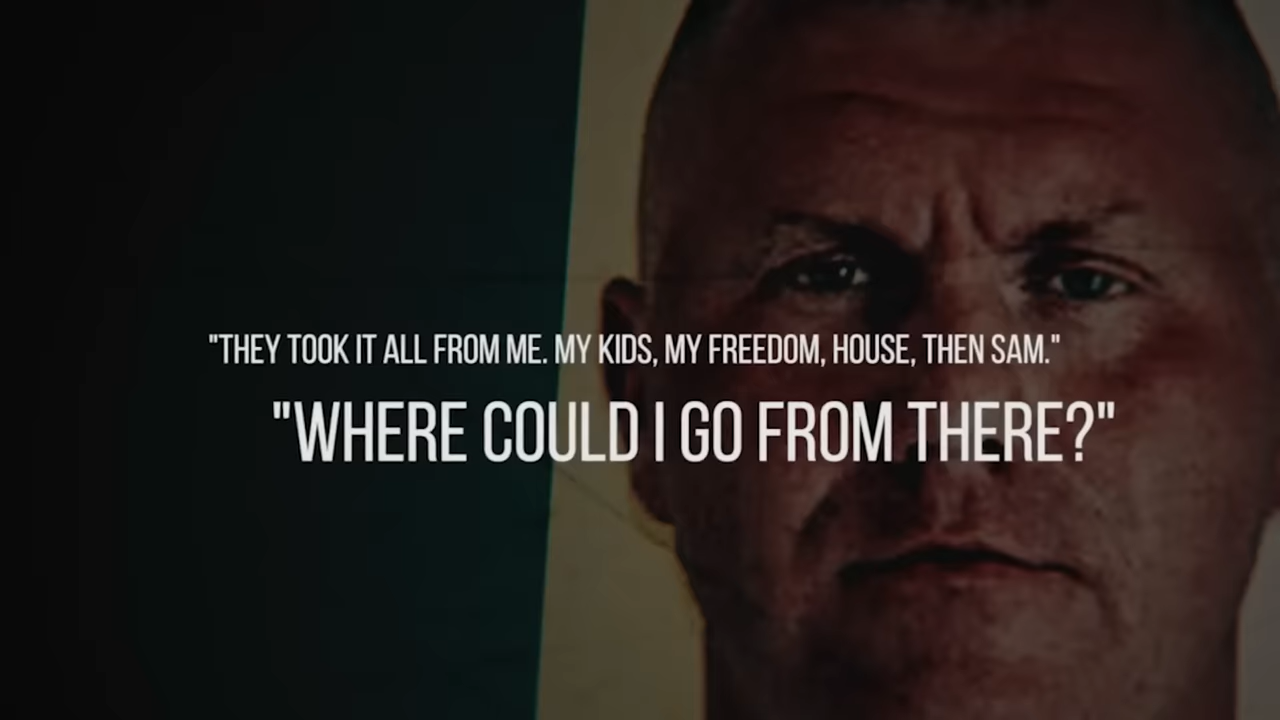 "THEY TOOK IT ALL FROM ME. MY KIDS, MY FREEDOM, HOUSE, THEN SAM."
"WHERE COULD I GO FROM THERE?"